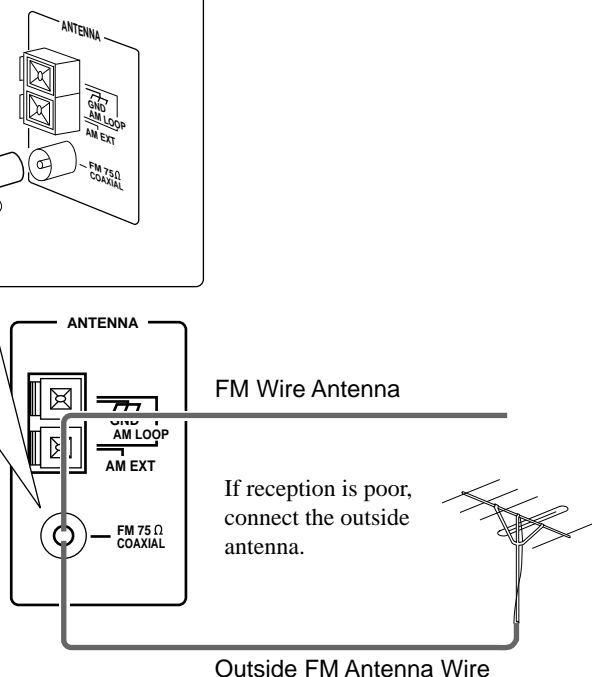 ANTENNA
GND
AM LOOP
AM EXT
FM 75Ω
COAXIAL
ANTENNA
FM Wire Antenna
GND
AM LOOP
AM EXT
If reception is poor,
connect the outside
antenna.
FM 75 Ω
COAXIAL
Outside FM Antenna Wire